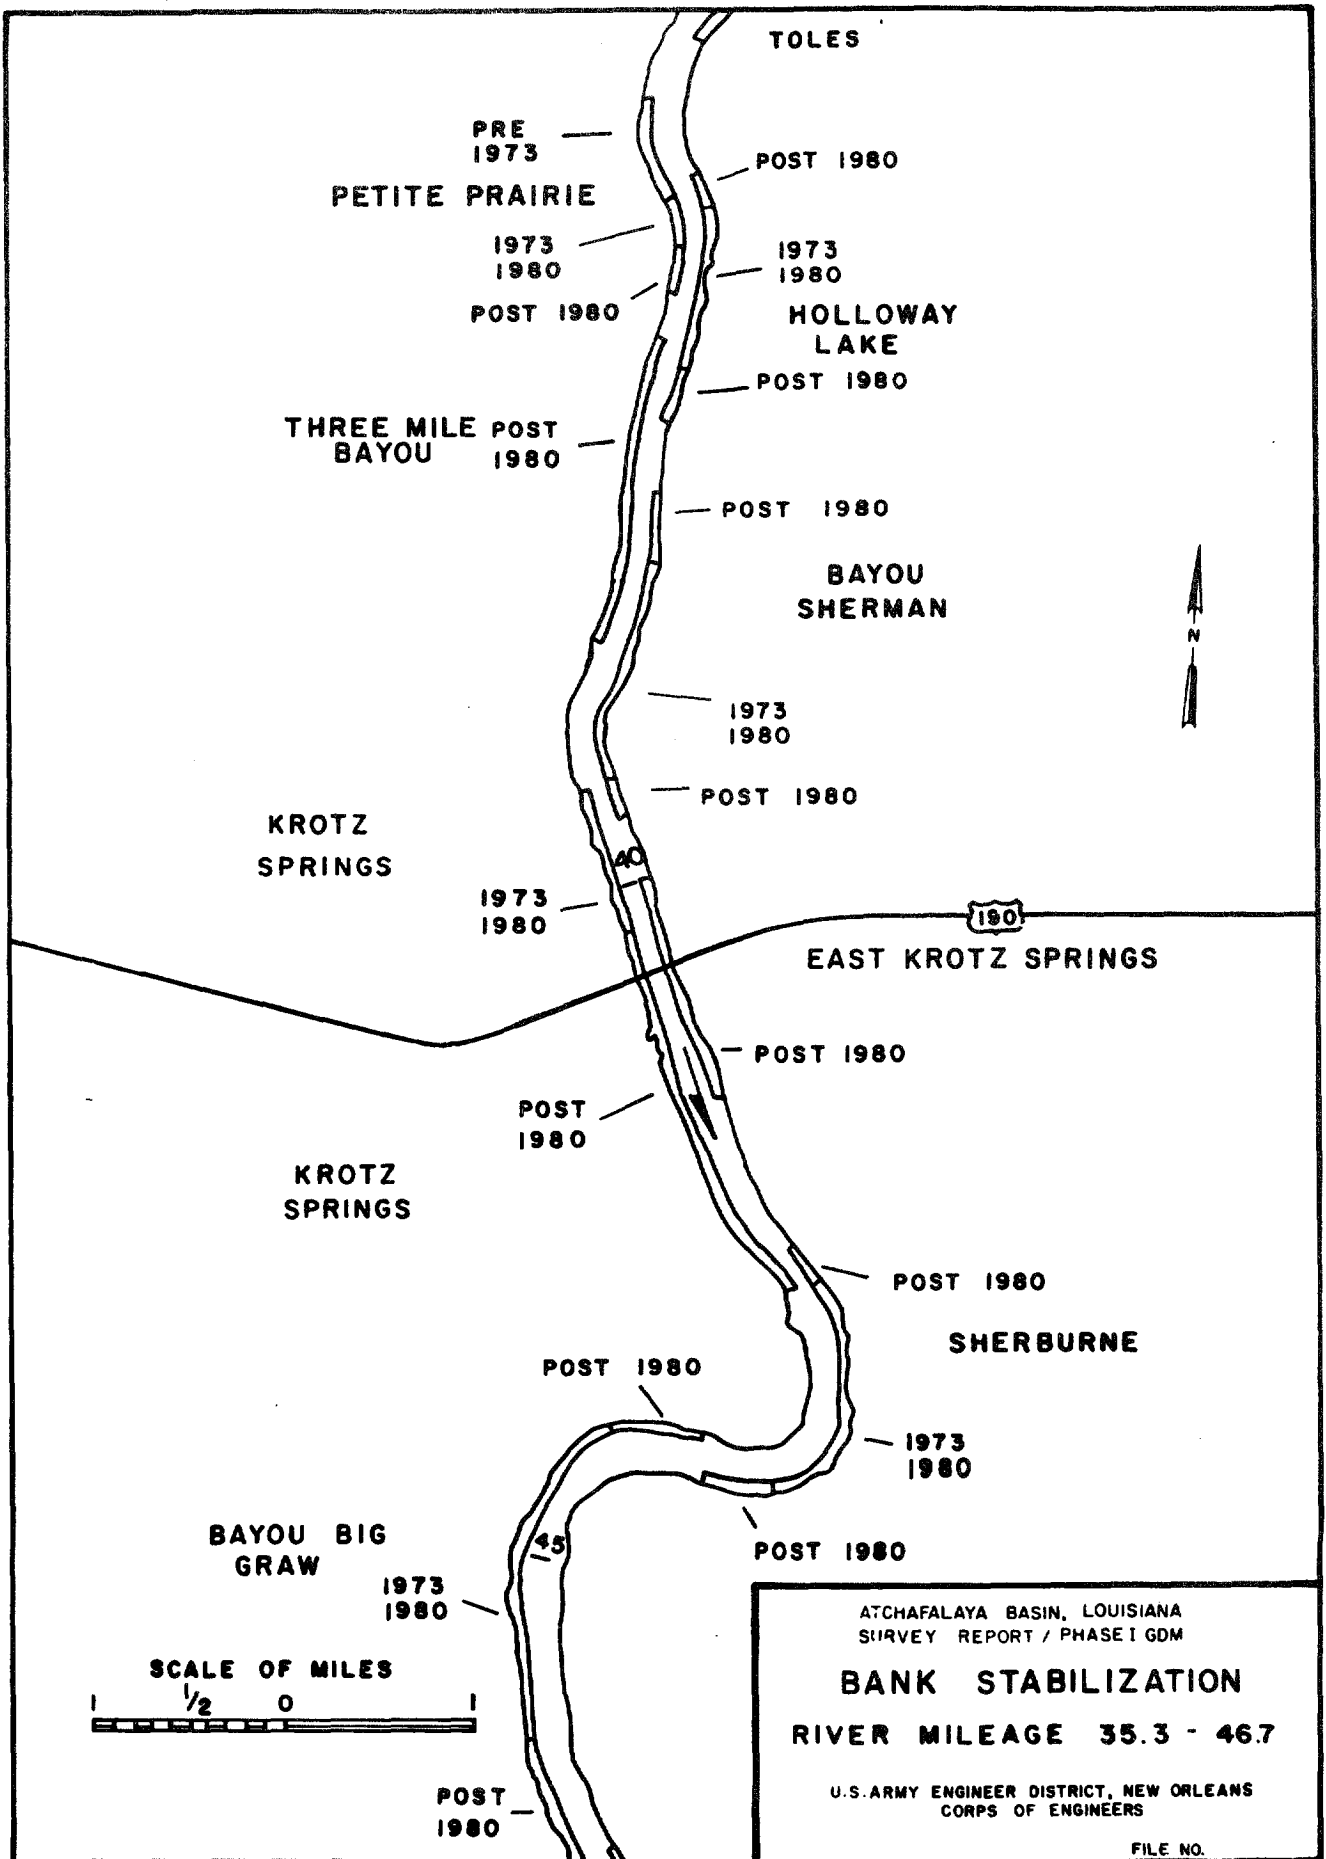 TOLES
PRE
1973
POST 1980
PETITE PRAIRIE
1973
1980
1973
1980
POST 1980
HOLLOWAY
LAKE
POST 1980
THREE MILE
BAYOU
POST
1980
POST 1980
BAYOU
SHERMAN
N
1973
1980
POST 1980
KROTZ
SPRINGS
40
1973
1980
190
EAST KROTZ SPRINGS
POST 1980
POST
1980
KROTZ
SPRINGS
POST 1980
SHERBURNE
POST 1980
1973
1980
POST 1980
BAYOU BIG
GRAW
45
1973
1980
SCALE OF MILES
1 1/2 0 1
POST
1980
ATCHAFALAYA BASIN, LOUISIANA
SURVEY REPORT / PHASE I GDM
BANK STABILIZATION
RIVER MILEAGE 35.3 - 46.7
U.S. ARMY ENGINEER DISTRICT, NEW ORLEANS
CORPS OF ENGINEERS
FILE NO.